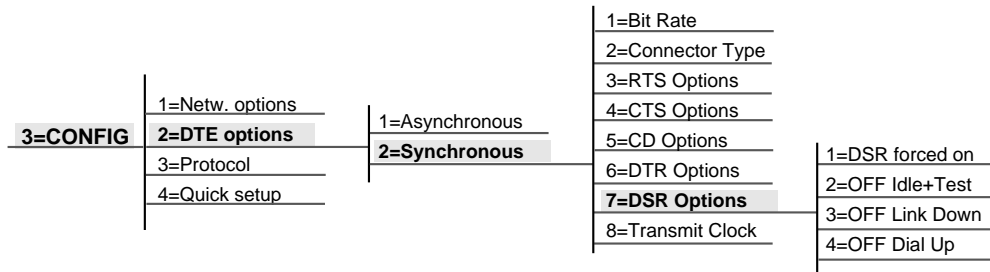 3=CONFIG
1=Netw. options
2=DTE options
3=Protocol
4=Quick setup
1=Asynchronous
2=Synchronous
1=Bit Rate
2=Connector Type
3=RTS Options
4=CTS Options
5=CD Options
6=DTR Options
7=DSR Options
8=Transmit Clock
1=DSR forced on
2=OFF Idle+Test
3=OFF Link Down
4=OFF Dial Up